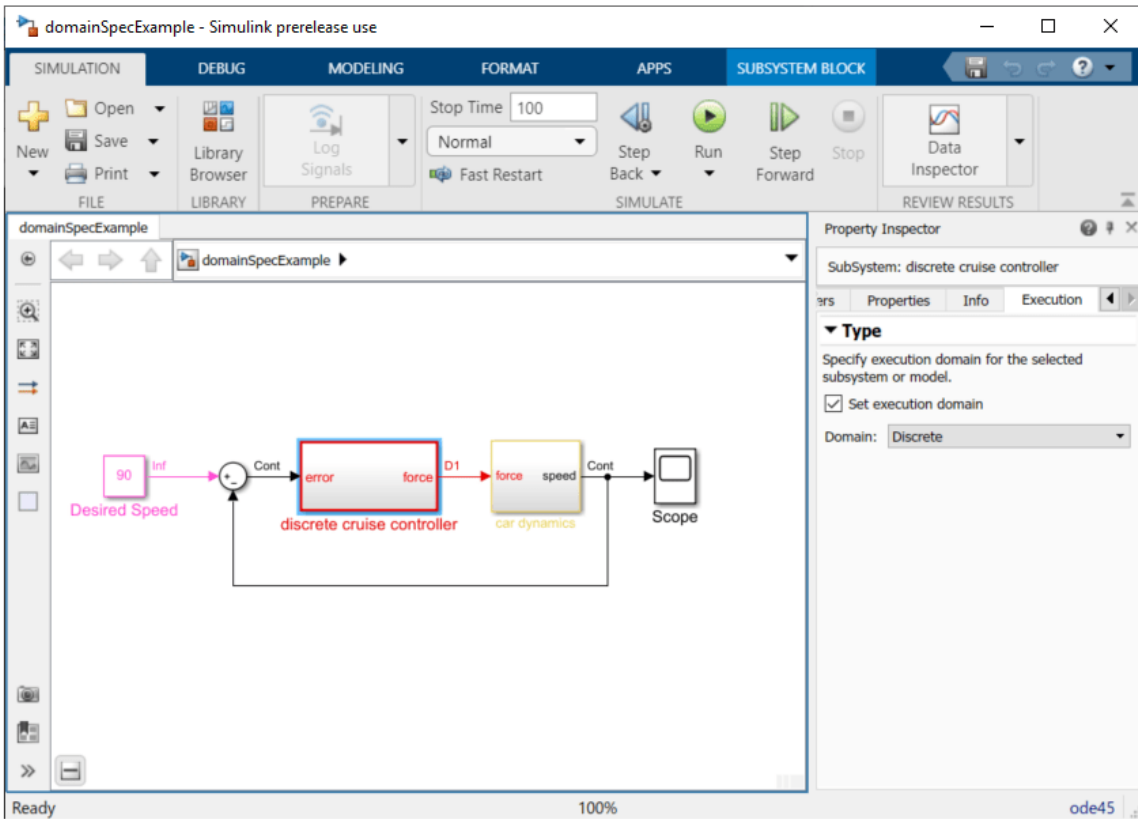 domainSpecExample - Simulink prerelease use
SIMULATION DEBUG MODELING FORMAT APPS SUBSYSTEM BLOCK
New
Open
Save
Print
FILE
Library
Browser
LIBRARY
Log
Signals
PREPARE
Stop Time 100
Normal
Fast Restart
Step
Back
Run
Step
Forward
Stop
SIMULATE
Data
Inspector
REVIEW RESULTS
domainSpecExample
domainSpecExample
90
Inf
Desired Speed
+_
Cont
error force
discrete cruise controller
D1
force speed
car dynamics
Cont
Scope
Property Inspector
SubSystem: discrete cruise controller
ers Properties Info Execution
Type
Specify execution domain for the selected
subsystem or model.
Set execution domain
Domain: Discrete
Ready 100% ode45